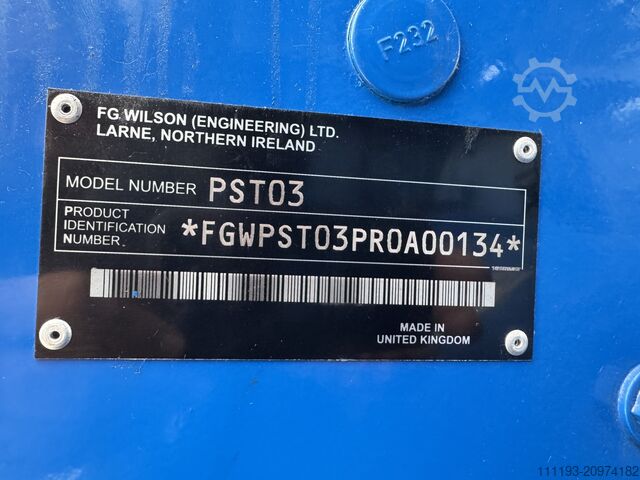 F232
FG WILSON (ENGINEERING) LTD.
LARNE, NORTHERN IRELAND
MODEL NUMBER PST03
PRODUCT
IDENTIFICATION
NUMBER. *FGWPST03PR0A00134*
MADE IN
UNITED KINGDOM
111193-20974182